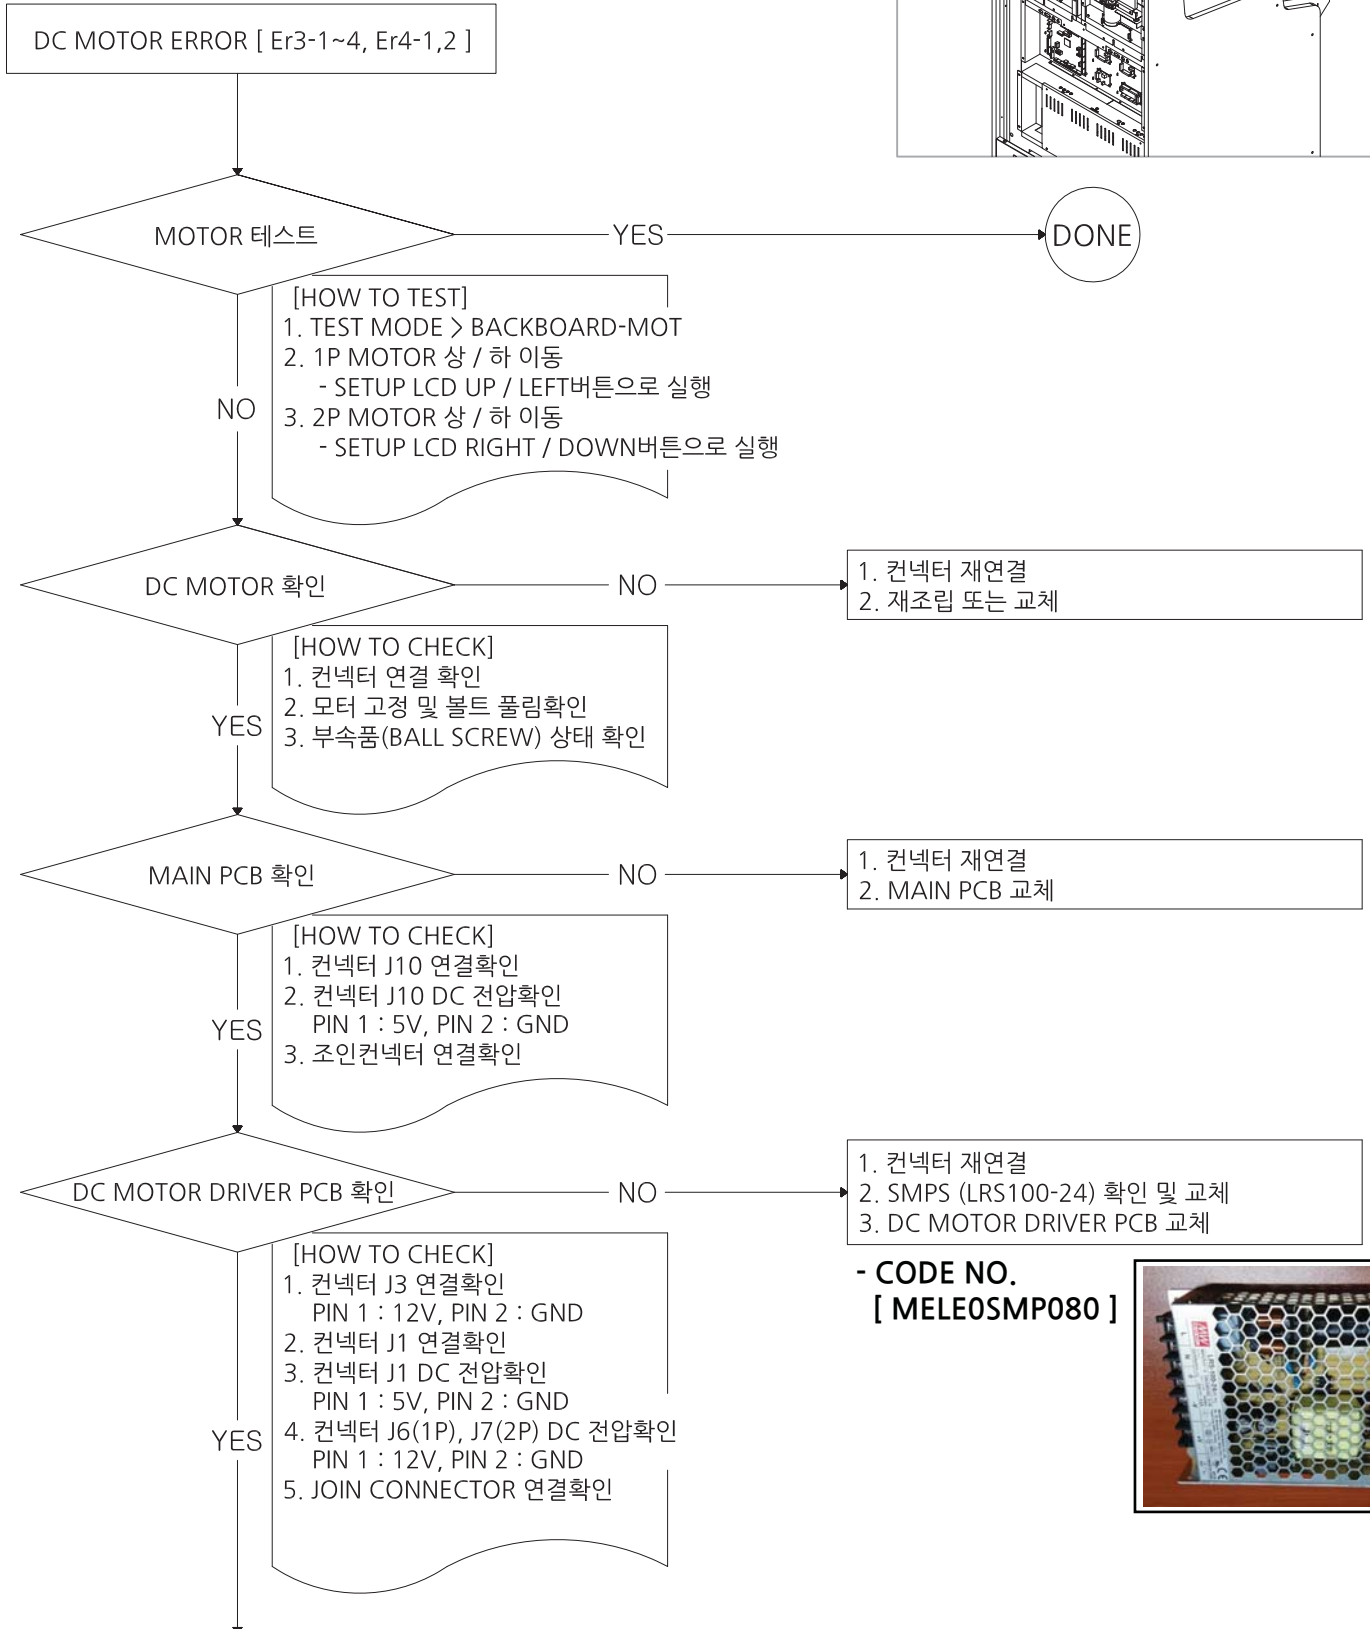 DC MOTOR ERROR [ Er3-1~4, Er4-1,2 ]
MOTOR 테스트
YES
DONE
[HOW TO TEST]
1. TEST MODE > BACKBOARD-MOT
2. 1P MOTOR 상 / 하 이동
- SETUP LCD UP / LEFT버튼으로 실행
3. 2P MOTOR 상 / 하 이동
- SETUP LCD RIGHT / DOWN버튼으로 실행
NO
DC MOTOR 확인
NO
1. 컨넥터 재연결
2. 재조립 또는 교체
[HOW TO CHECK]
1. 컨넥터 연결 확인
2. 모터 고정 및 볼트 풀림확인
3. 부속품(BALL SCREW) 상태 확인
YES
MAIN PCB 확인
NO
1. 컨넥터 재연결
2. MAIN PCB 교체
[HOW TO CHECK]
1. 컨넥터 J10 연결확인
2. 컨넥터 J10 DC 전압확인
PIN 1 : 5V, PIN 2 : GND
3. 조인컨넥터 연결확인
YES
DC MOTOR DRIVER PCB 확인
NO
1. 컨넥터 재연결
2. SMPS (LRS100-24) 확인 및 교체
3. DC MOTOR DRIVER PCB 교체
- CODE NO.
[ MELE0SMP080 ]
[HOW TO CHECK]
1. 컨넥터 J3 연결확인
PIN 1 : 12V, PIN 2 : GND
2. 컨넥터 J1 연결확인
3. 컨넥터 J1 DC 전압확인
PIN 1 : 5V, PIN 2 : GND
4. 컨넥터 J6(1P), J7(2P) DC 전압확인
PIN 1 : 12V, PIN 2 : GND
5. JOIN CONNECTOR 연결확인
YES